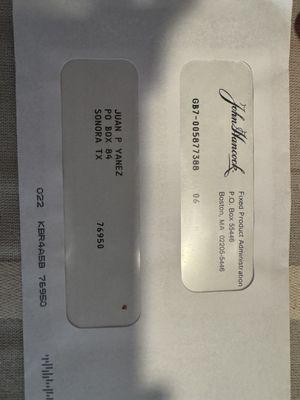 John Hancock
Fixed Product Administration
P.O. Box 55446
Boston, MA 02205-5446
GB7-005877388 06
JUAN P YANEZ
PO BOX 84
SONORA TX 76950
022 KBR4A5B 76950